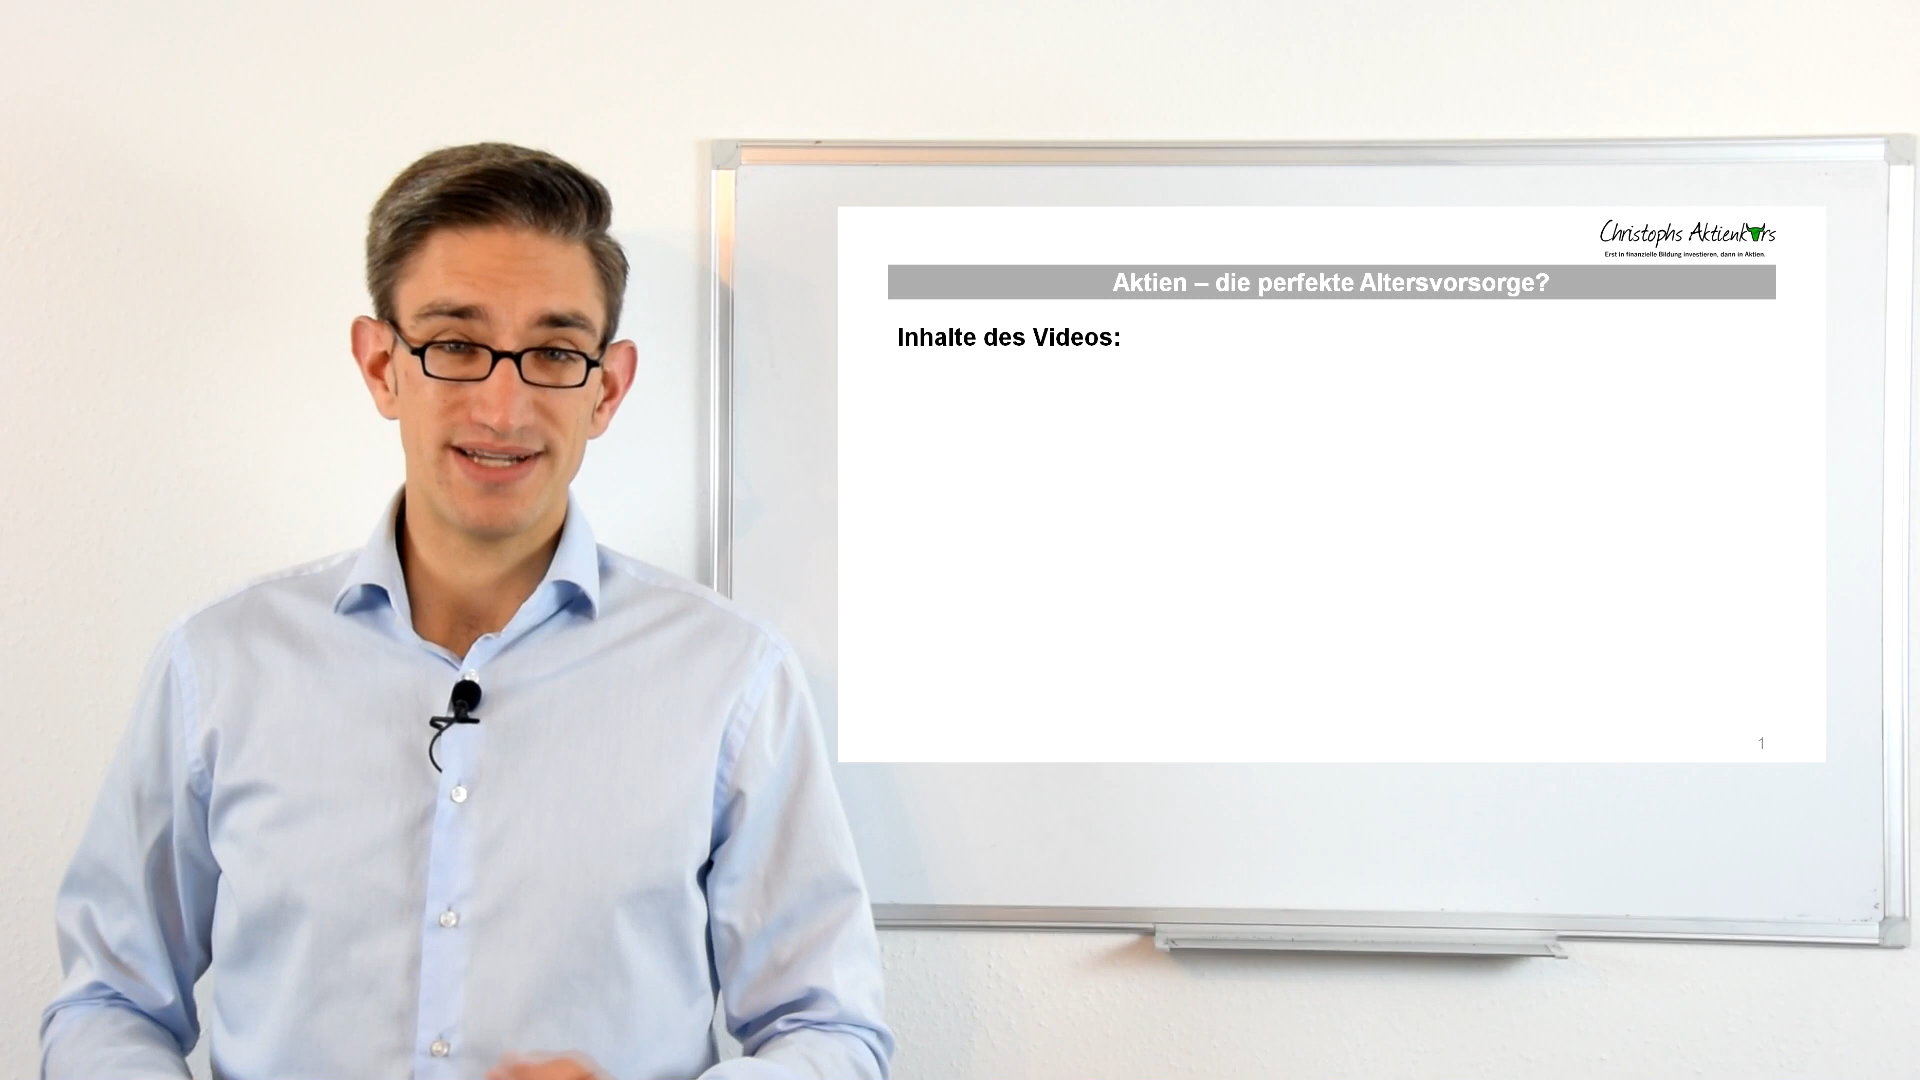 Christophs Aktienkurs
Erst in finanzielle Bildung investieren, dann in Aktien.
Aktien – die perfekte Altersvorsorge?
Inhalte des Videos:
1